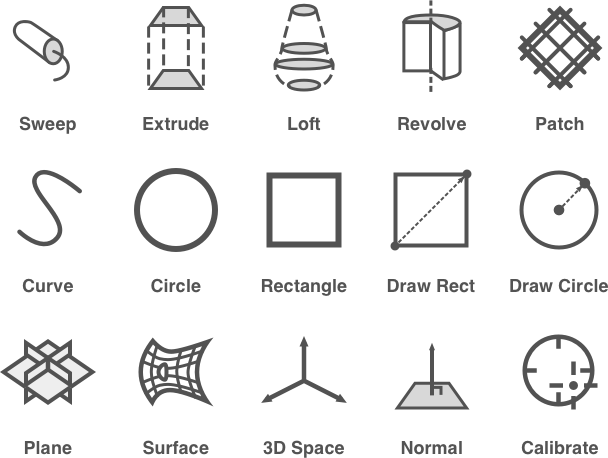 Sweep Extrude Loft Revolve Patch
Curve Circle Rectangle Draw Rect Draw Circle
Plane Surface 3D Space Normal Calibrate